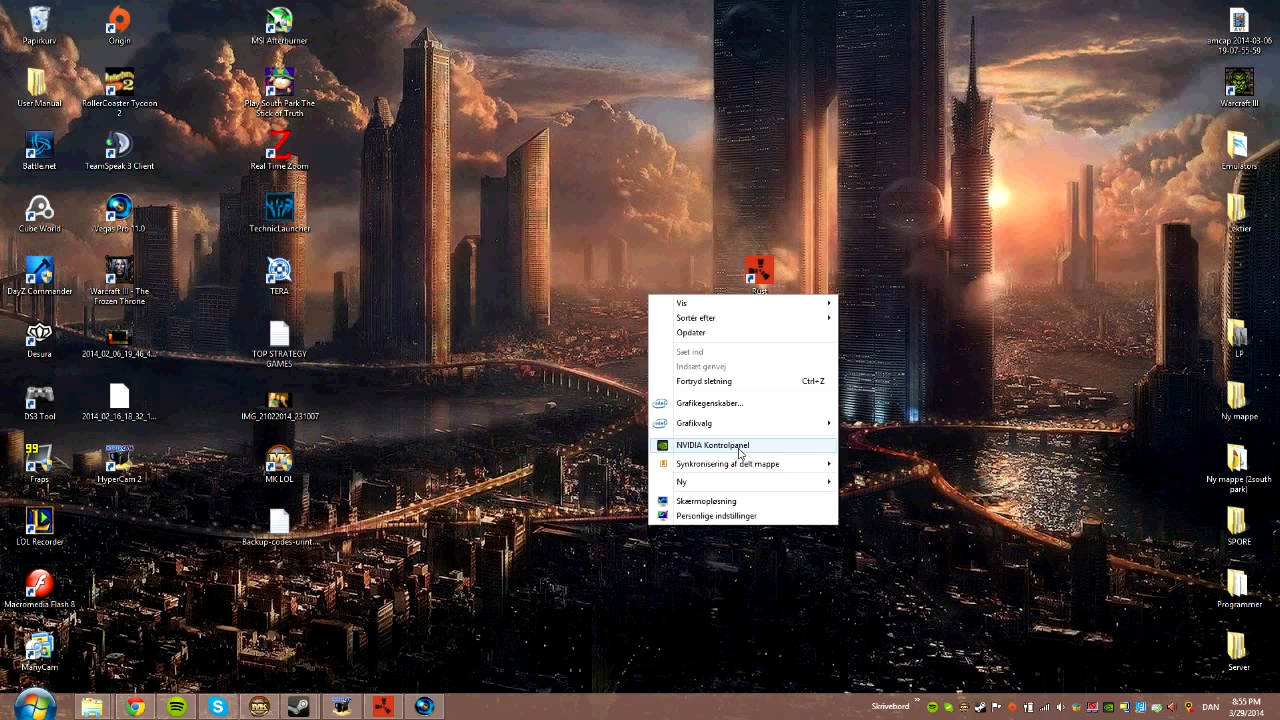 Papirkurv
Origin
MSI Afterburner
amcap 2014-03-06
19-07-55-59
User Manual
RollerCoaster Tycoon
2
Play South Park The
Stick of Truth
Warcraft III
Battle.net
TeamSpeak 3 Client
Real Time Zoom
Emulators
Cube World
Vegas Pro 11.0
TechnicLauncher
Lektier
DayZ Commander
Warcraft III - The
Frozen Throne
TERA
Rust
Vis
Sortér efter
Opdater
Sæt ind
Indsæt genvej
Fortryd sletning Ctrl+Z
Grafikegenskaber...
Grafikvalg
NVIDIA Kontrolpanel
Synkronisering af delt mappe
Ny
Skærmopløsning
Personlige indstillinger
Desura
2014_02_06_19_46...
TOP STRATEGY
GAMES
LP
DS3 Tool
2014_02_16_18_32_1...
IMG_21022014_231007
Ny mappe
99
Fraps
HyperCam 2
MK LOL
Ny mappe (2south
park)
LOL Recorder
SPORE
Macromedia Flash 8
Programmer
ManyCam
Server
Skrivebord
DAN
8:55 PM
3/29/2014